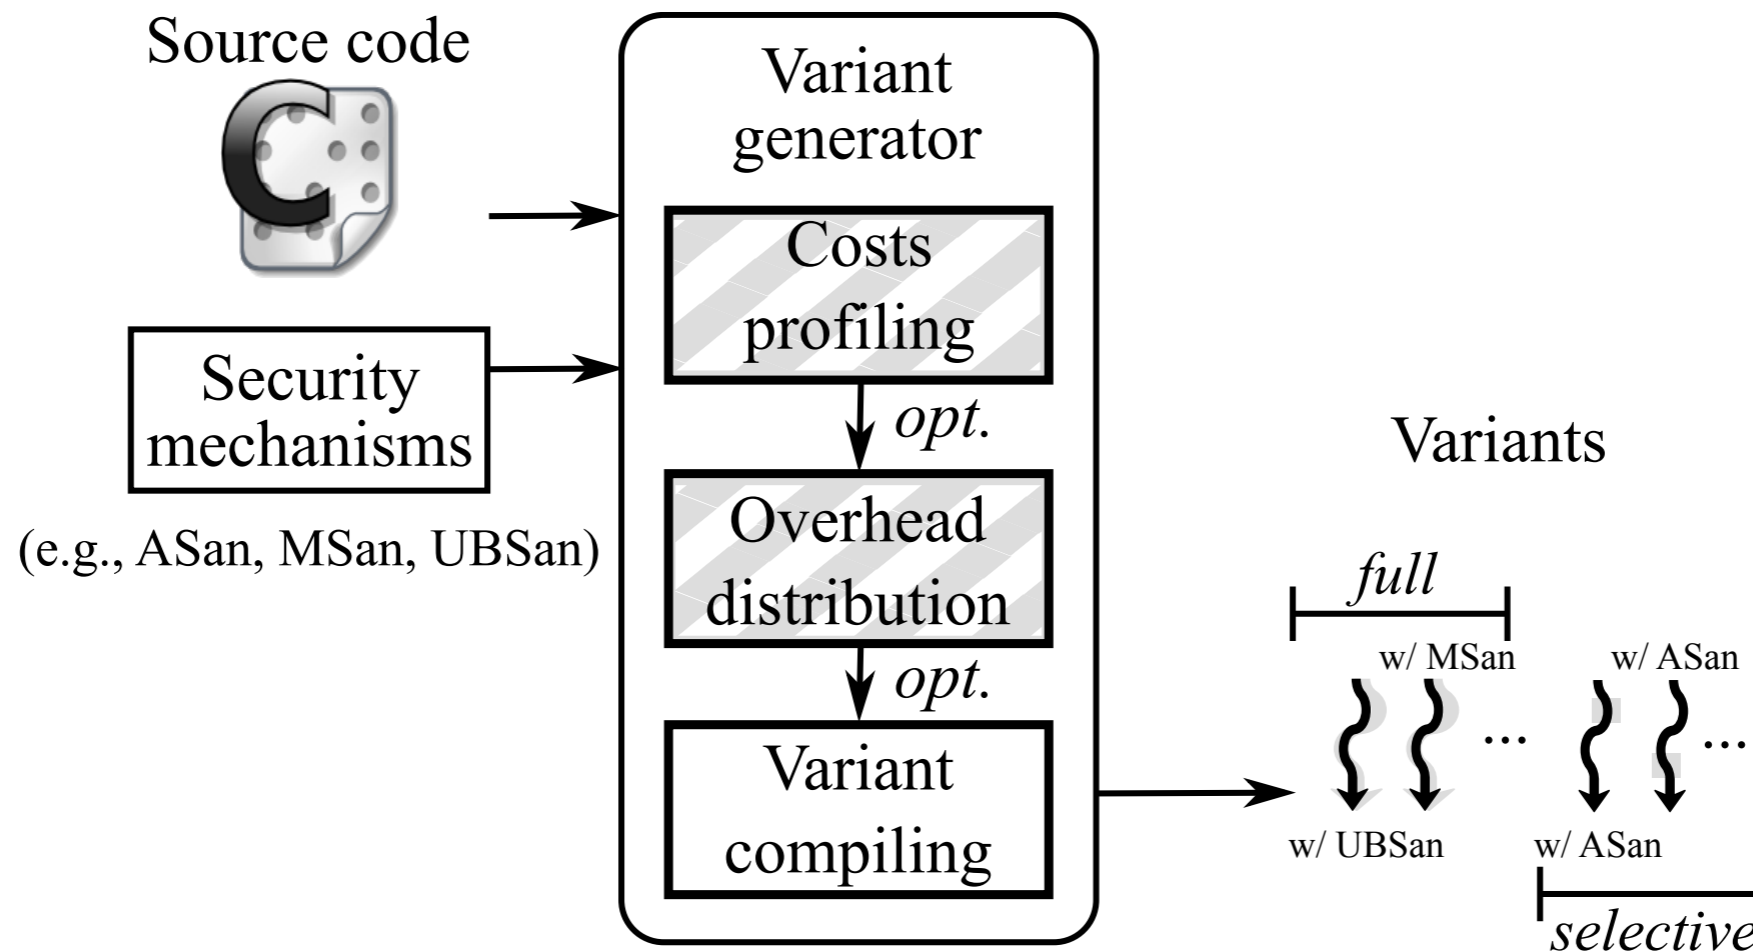 Source code
C
Security
mechanisms
(e.g., ASan, MSan, UBSan)
Variant
generator
Costs
profiling
opt.
Overhead
distribution
opt.
Variant
compiling
Variants
full
w/ MSan
w/ ASan
...
...
w/ UBSan
w/ ASan
selective